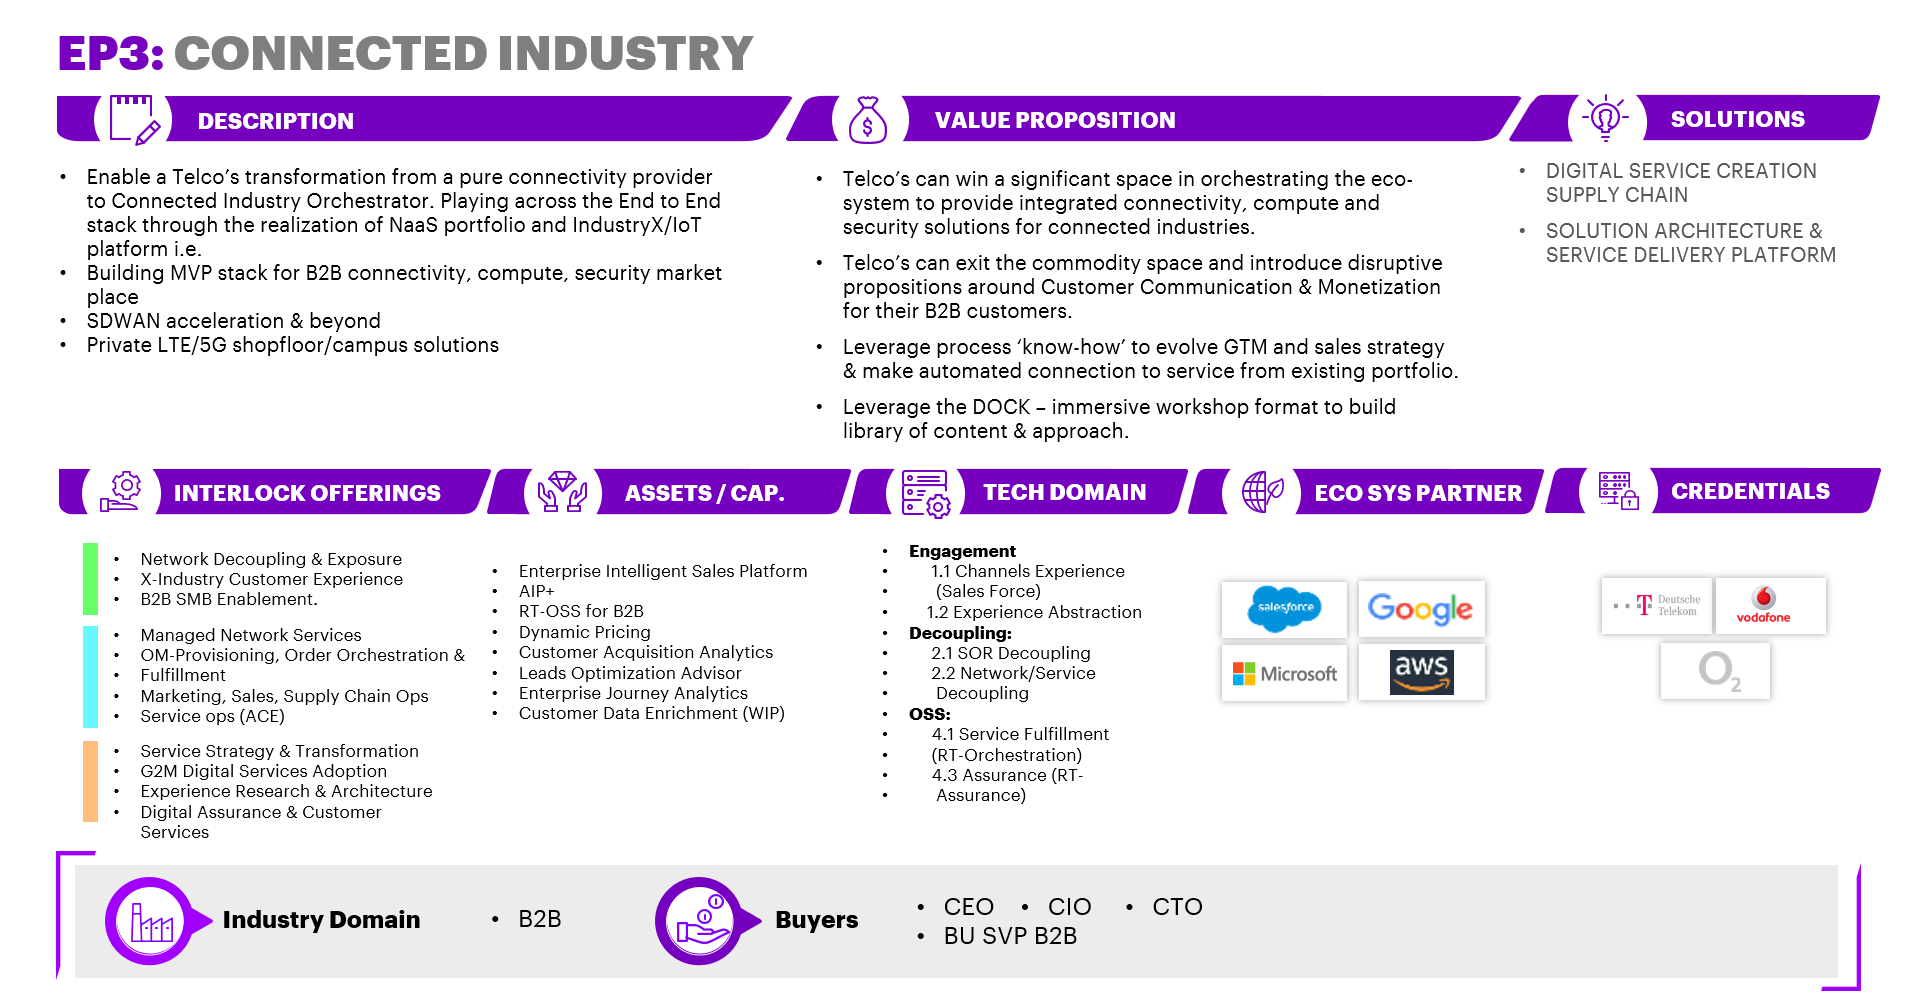 EP3: CONNECTED INDUSTRY
DESCRIPTION
• Enable a Telco’s transformation from a pure connectivity provider
to Connected Industry Orchestrator. Playing across the End to End
stack through the realization of NaaS portfolio and IndustryX/IoT
platform i.e.
• Building MVP stack for B2B connectivity, compute, security market
place
• SDWAN acceleration & beyond
• Private LTE/5G shopfloor/campus solutions
VALUE PROPOSITION
• Telco’s can win a significant space in orchestrating the eco-
system to provide integrated connectivity, compute and
security solutions for connected industries.
• Telco’s can exit the commodity space and introduce disruptive
propositions around Customer Communication & Monetization
for their B2B customers.
• Leverage process ‘know-how’ to evolve GTM and sales strategy
& make automated connection to service from existing portfolio.
• Leverage the DOCK – immersive workshop format to build
library of content & approach.
SOLUTIONS
• DIGITAL SERVICE CREATION
SUPPLY CHAIN
• SOLUTION ARCHITECTURE &
SERVICE DELIVERY PLATFORM
INTERLOCK OFFERINGS
• Network Decoupling & Exposure
• X-Industry Customer Experience
• B2B SMB Enablement.
• Managed Network Services
• OM-Provisioning, Order Orchestration &
• Fulfillment
• Marketing, Sales, Supply Chain Ops
• Service ops (ACE)
• Service Strategy & Transformation
• G2M Digital Services Adoption
• Experience Research & Architecture
• Digital Assurance & Customer
Services
ASSETS / CAP.
• Enterprise Intelligent Sales Platform
• AIP+
• RT-OSS for B2B
• Dynamic Pricing
• Customer Acquisition Analytics
• Leads Optimization Advisor
• Enterprise Journey Analytics
• Customer Data Enrichment (WIP)
TECH DOMAIN
• Engagement
• 1.1 Channels Experience
• (Sales Force)
• 1.2 Experience Abstraction
• Decoupling:
• 2.1 SOR Decoupling
• 2.2 Network/Service
• Decoupling
• OSS:
• 4.1 Service Fulfillment
• (RT-Orchestration)
• 4.3 Assurance (RT-
• Assurance)
ECO SYS PARTNER
salesforce
Google
Microsoft
aws
CREDENTIALS
T Deutsche
Telekom
vodafone
O2
Industry Domain
• B2B
Buyers
• CEO • CIO • CTO
• BU SVP B2B